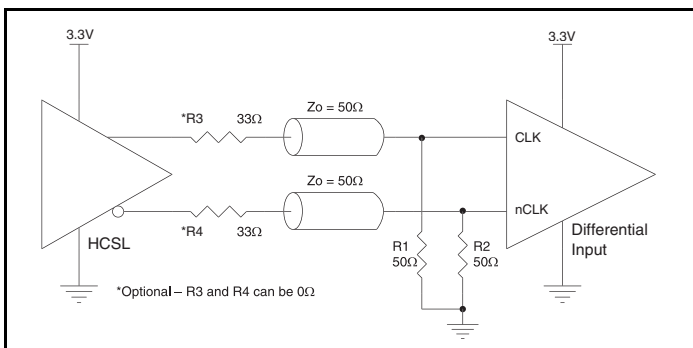 3.3V
3.3V
*R3 33Ω
Zo = 50Ω
CLK
*R4 33Ω
Zo = 50Ω
nCLK
HCSL
R1
50Ω
R2
50Ω
Differential
Input
*Optional – R3 and R4 can be 0Ω